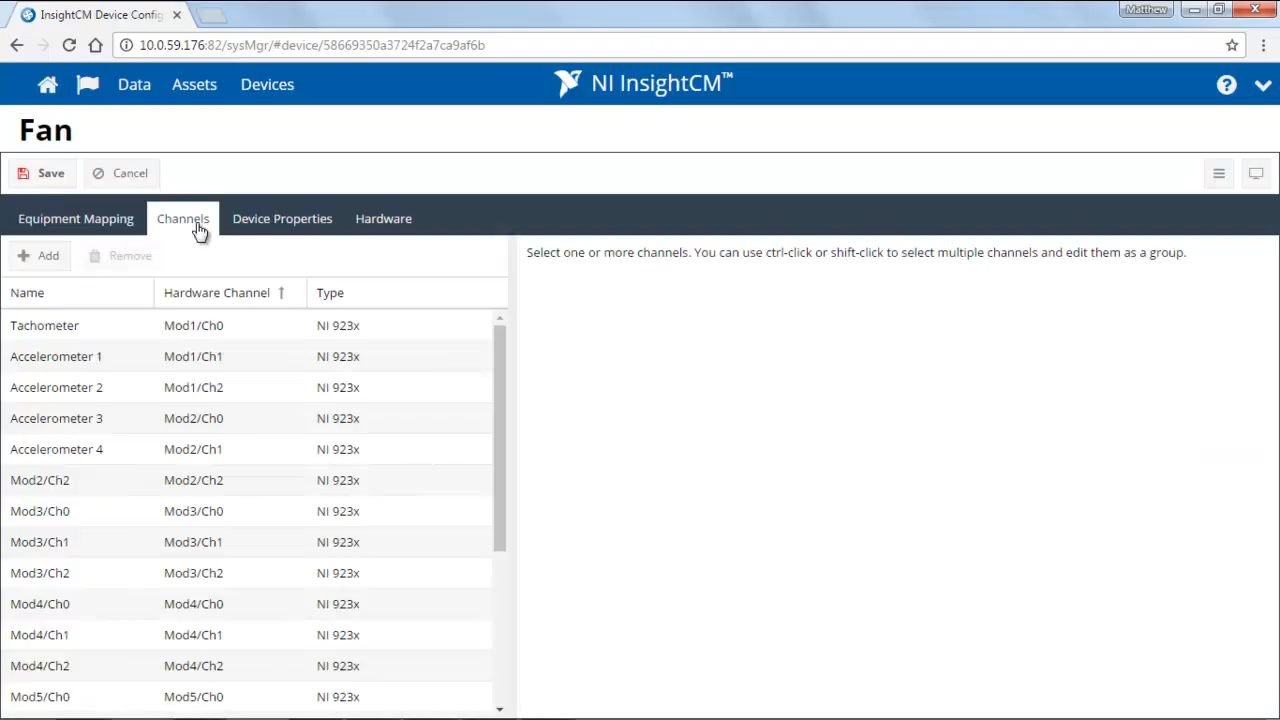 InsightCM Device Config
Matthew
10.0.59.176:82/sysMgr/#device/58669350a3724f2a7ca9af6b
Data Assets Devices
NI InsightCM™
?
Fan
Save Cancel
Equipment Mapping Channels Device Properties Hardware
Add Remove
Select one or more channels. You can use ctrl-click or shift-click to select multiple channels and edit them as a group.
Name Hardware Channel Type
Tachometer Mod1/Ch0 NI 923x
Accelerometer 1 Mod1/Ch1 NI 923x
Accelerometer 2 Mod1/Ch2 NI 923x
Accelerometer 3 Mod2/Ch0 NI 923x
Accelerometer 4 Mod2/Ch1 NI 923x
Mod2/Ch2 Mod2/Ch2 NI 923x
Mod3/Ch0 Mod3/Ch0 NI 923x
Mod3/Ch1 Mod3/Ch1 NI 923x
Mod3/Ch2 Mod3/Ch2 NI 923x
Mod4/Ch0 Mod4/Ch0 NI 923x
Mod4/Ch1 Mod4/Ch1 NI 923x
Mod4/Ch2 Mod4/Ch2 NI 923x
Mod5/Ch0 Mod5/Ch0 NI 923x